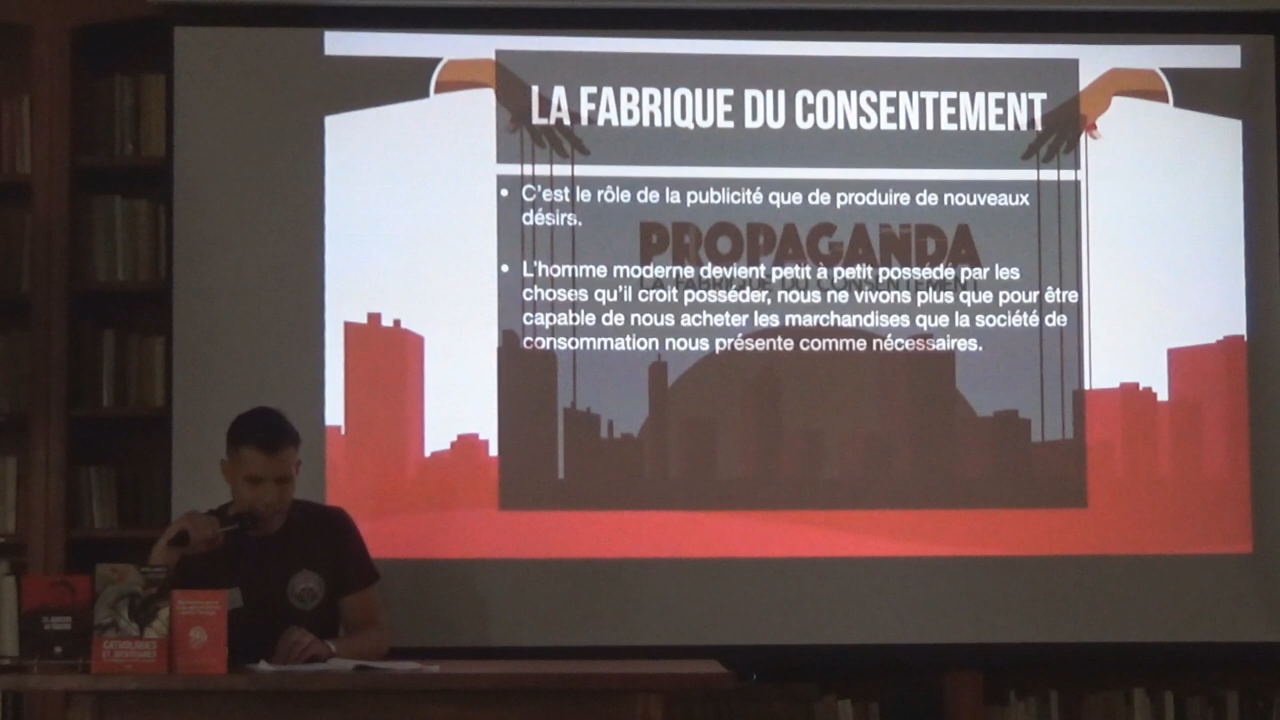 LA FABRIQUE DU CONSENTEMENT
• C'est le rôle de la publicité que de produire de nouveaux
désirs.
PROPAGANDA
LA FABRIQUE DU CONSENTEMENT
• L'homme moderne devient petit à petit possédé par les
choses qu'il croit posséder, nous ne vivons plus que pour être
capable de nous acheter les marchandises que la société de
consommation nous présente comme nécessaires.
CATHOLIQUES
ET